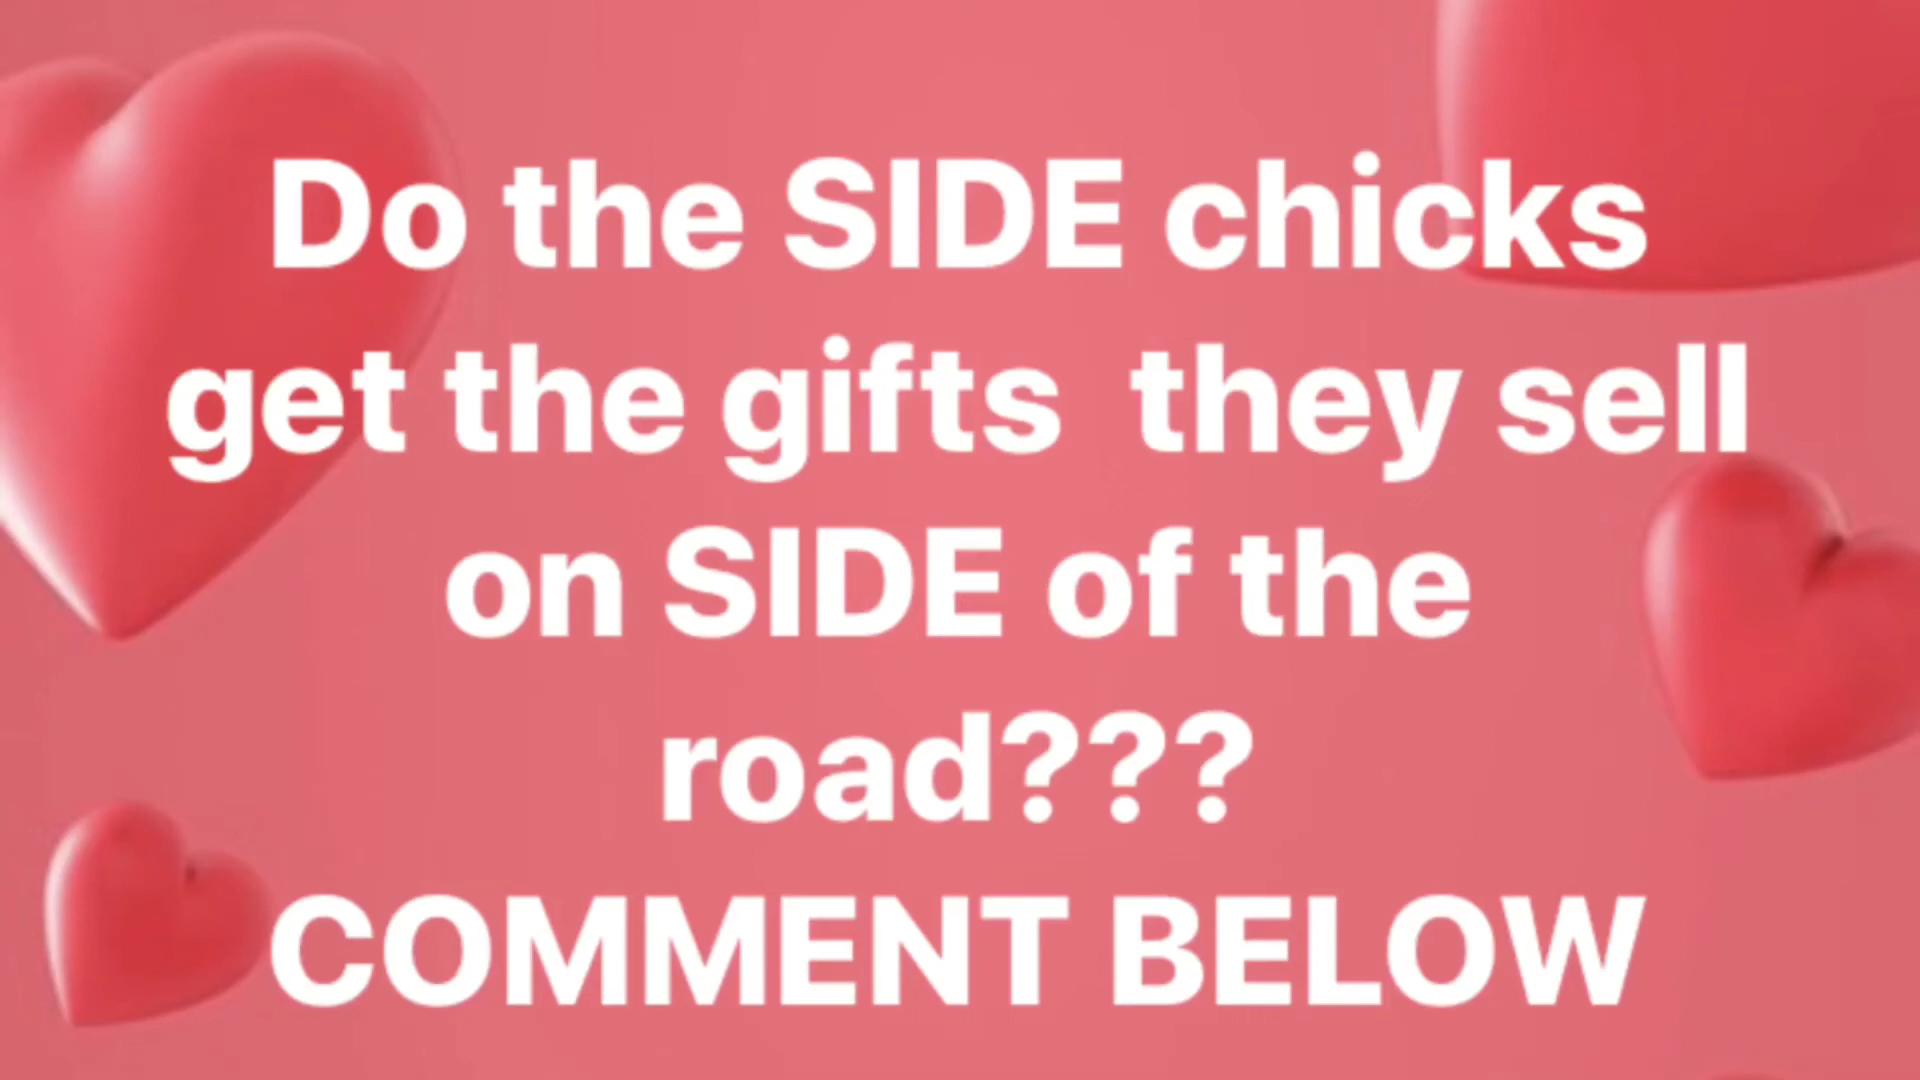 Do the SIDE chicks
get the gifts  they sell
on SIDE of the
road???
COMMENT BELOW